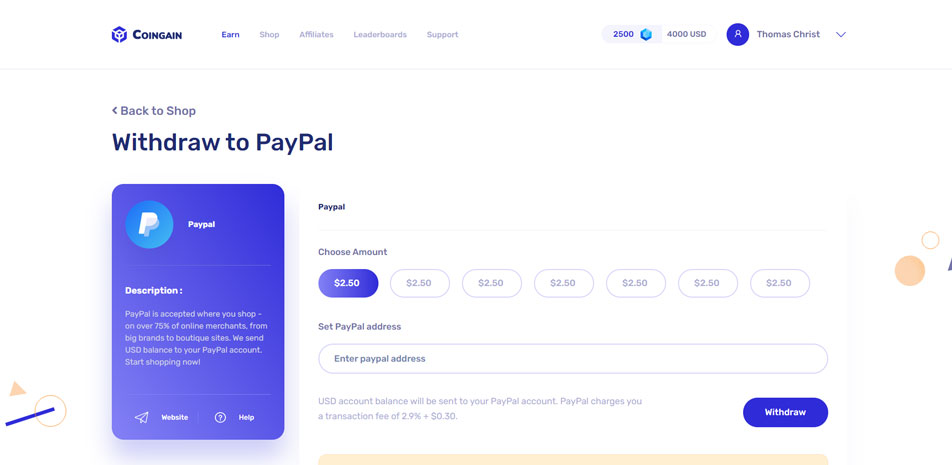 Coingain
Earn
Shop
Affiliates
Leaderboards
Support
2500
4000 USD
Thomas Christ
Back to Shop
Withdraw to PayPal
Paypal
Description :
PayPal is accepted where you shop -
on over 75% of online merchants, from
big brands to boutique sites. We send
USD balance to your PayPal account.
Start shopping now!
Website
Help
Paypal
Choose Amount
$2.50
$2.50
$2.50
$2.50
$2.50
$2.50
$2.50
Set PayPal address
Enter paypal address
USD account balance will be sent to your PayPal account. PayPal charges you
a transaction fee of 2.9% + $0.30.
Withdraw